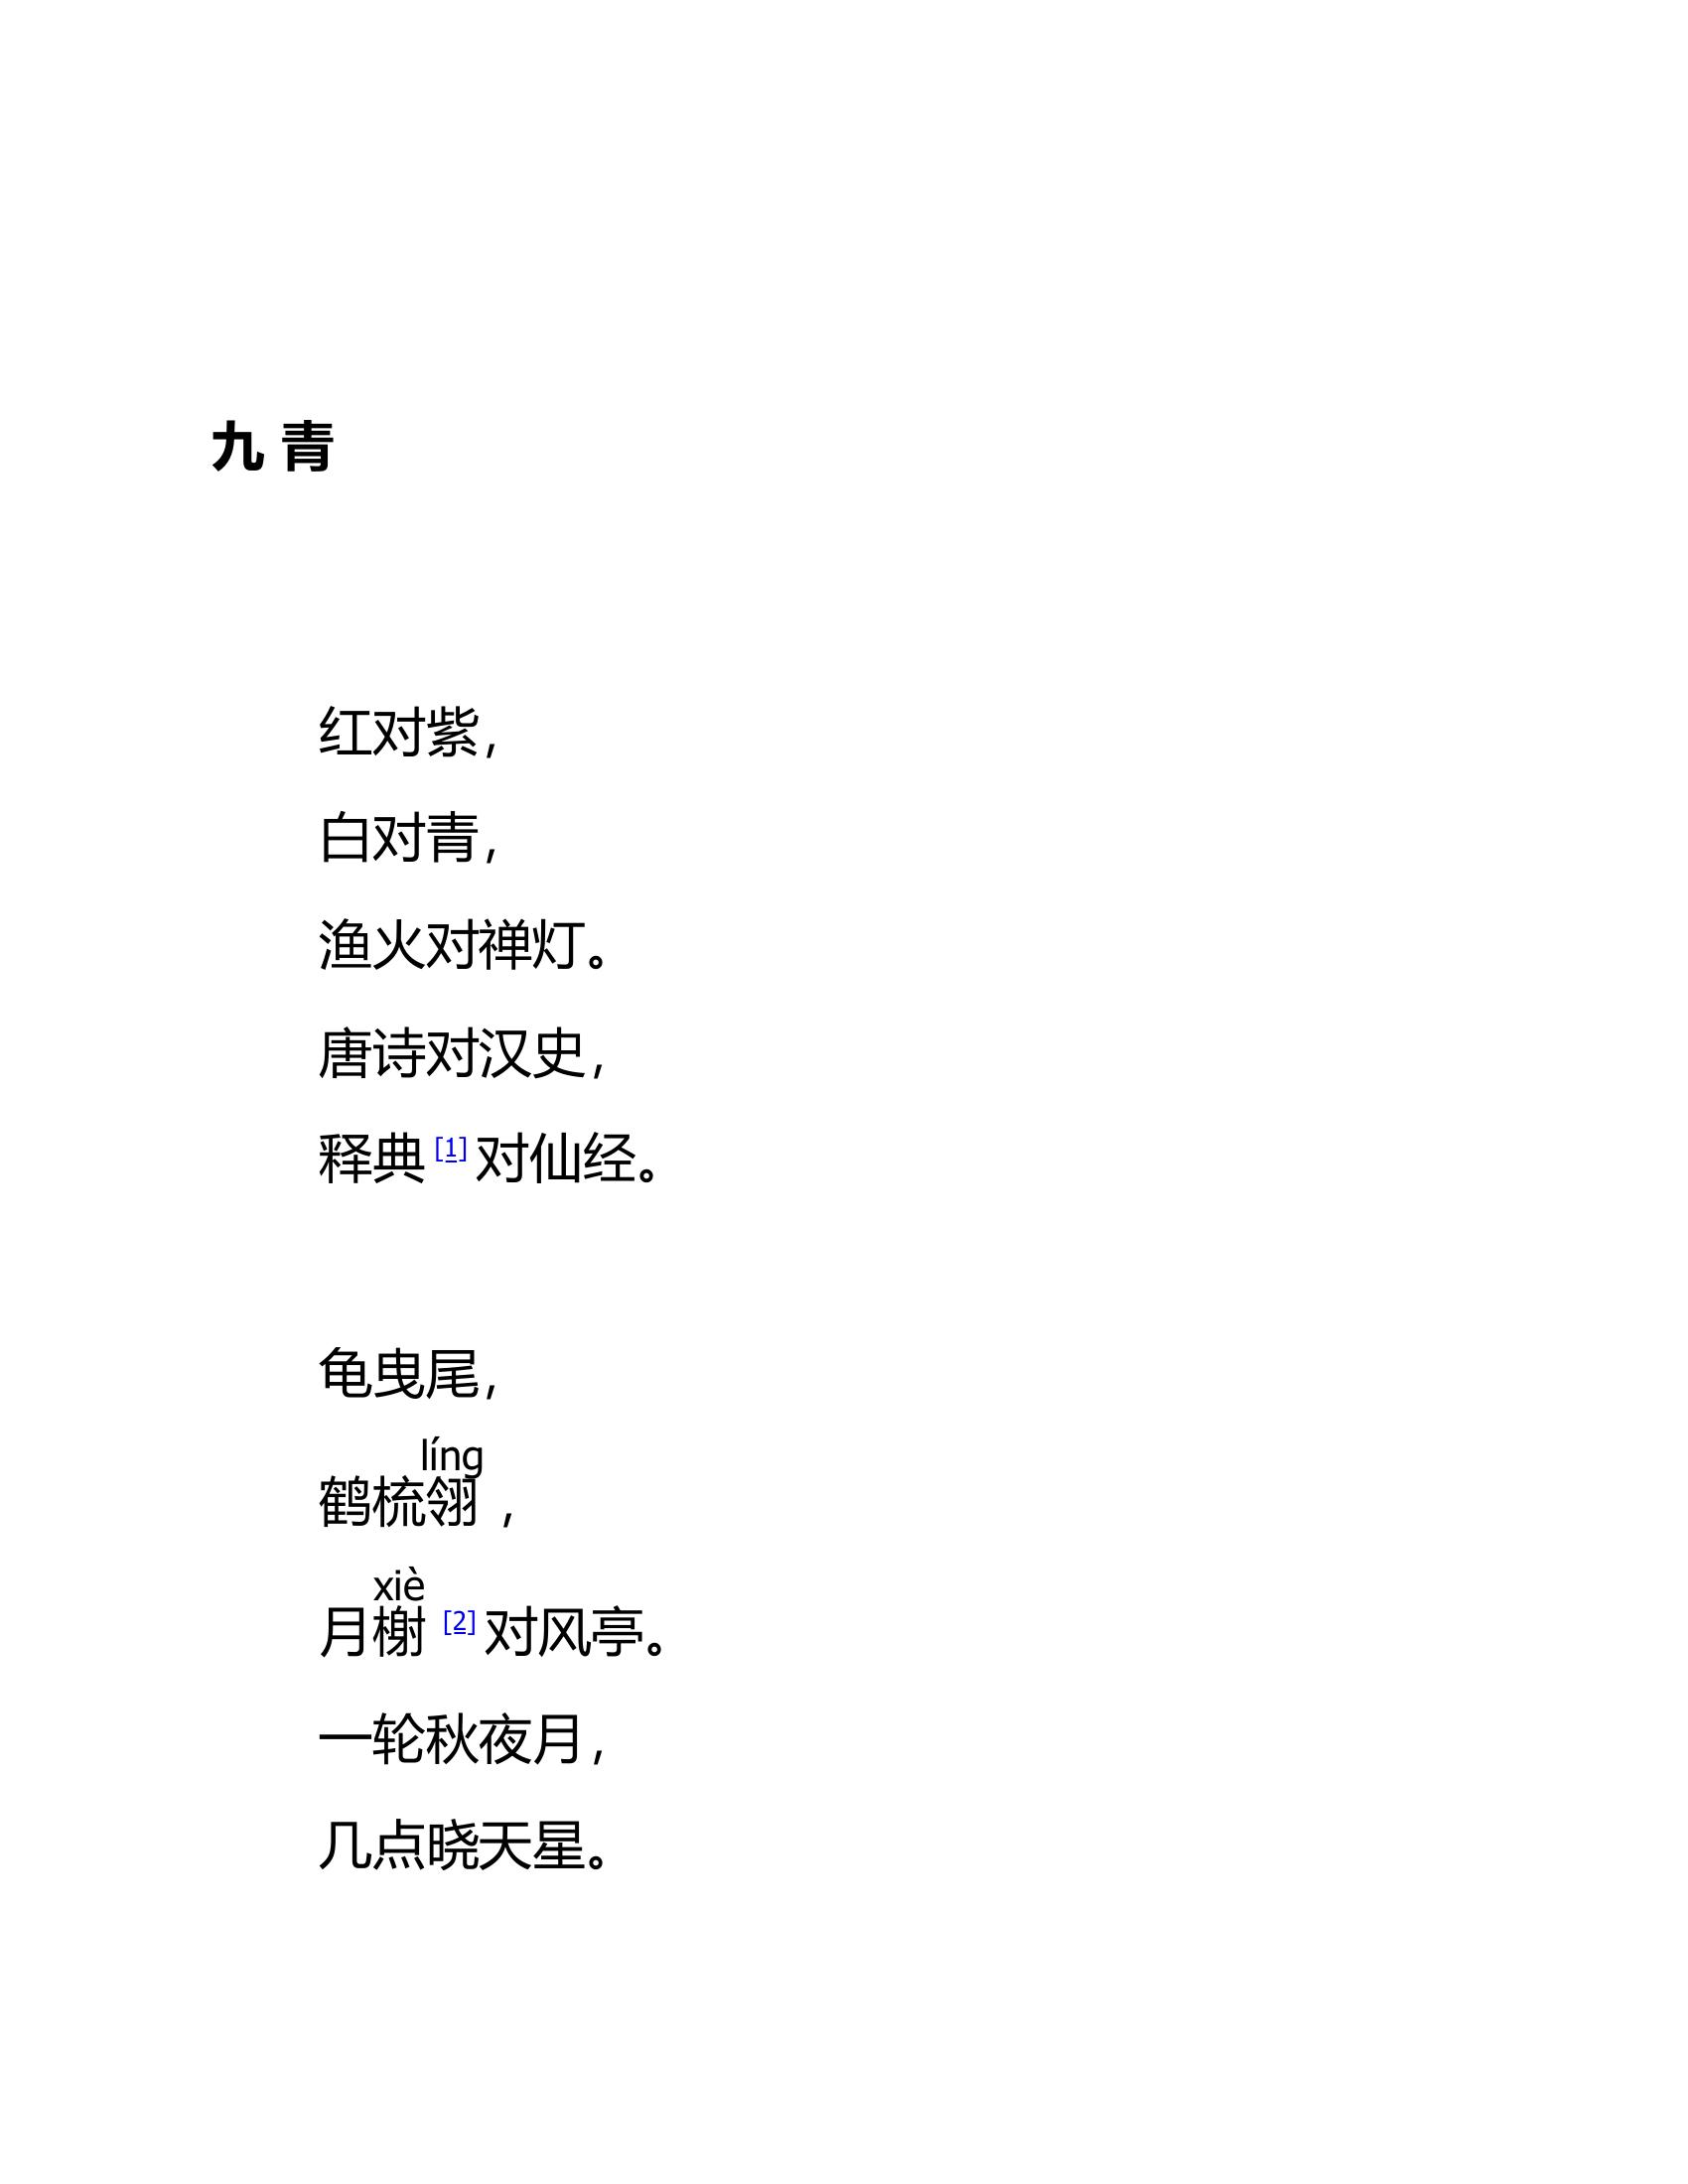 九 青
红对紫，
白对青，
渔火对禅灯。
唐诗对汉史，
释典[1]对仙经。
龟曳尾，
líng
鹤梳翎，
xiè
月榭[2]对风亭。
一轮秋夜月，
几点晓天星。